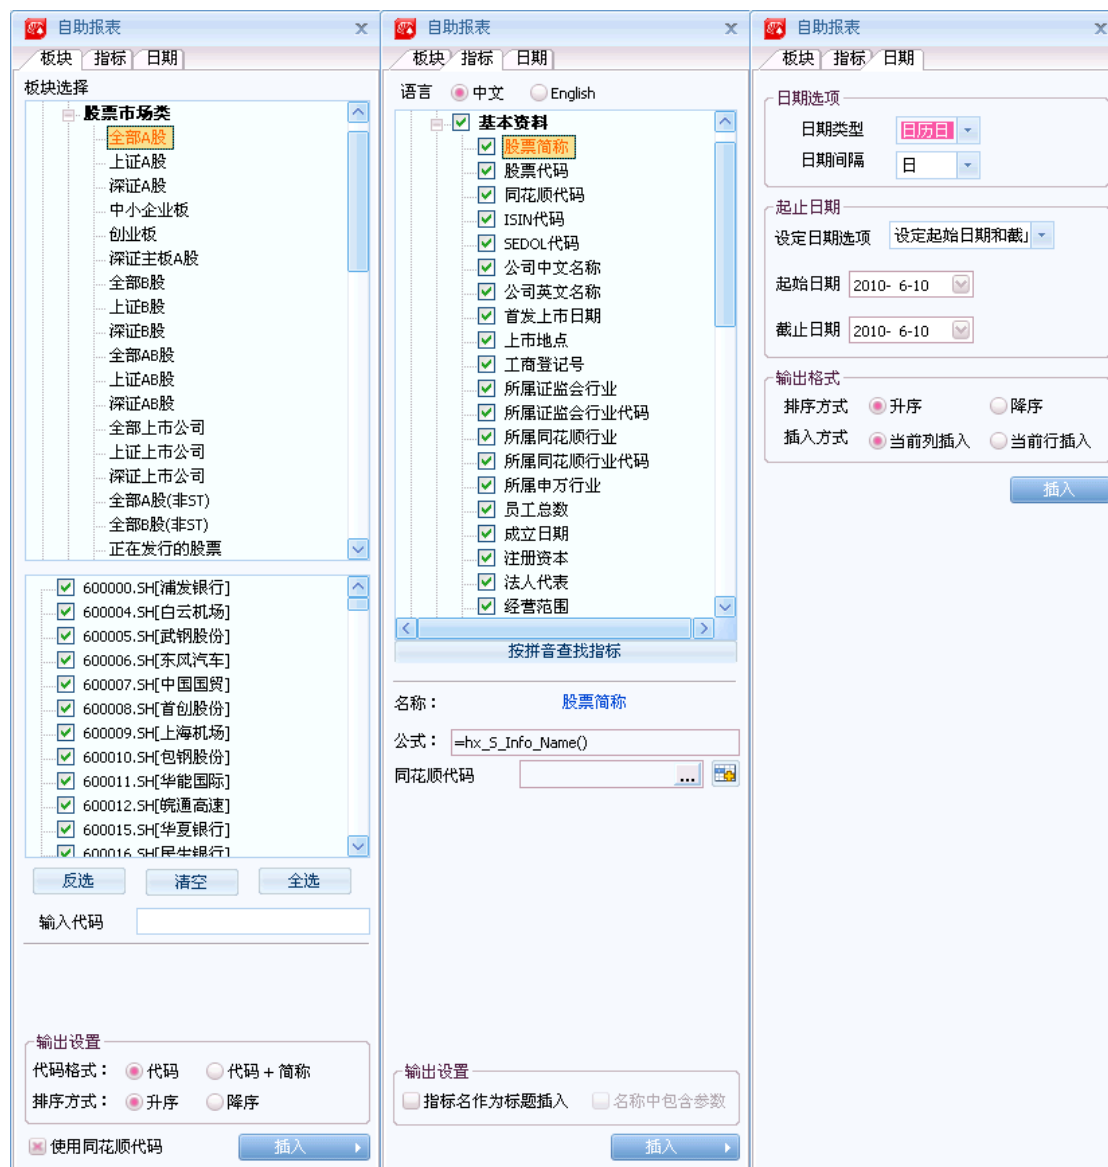 自助报表
板块 指标 日期
板块选择
股票市场类
全部A股
上证A股
深证A股
中小企业板
创业板
深证主板A股
全部B股
上证B股
深证B股
全部AB股
上证AB股
深证AB股
全部上市公司
上证上市公司
深证上市公司
全部A股(非ST)
全部B股(非ST)
正在发行的股票
600000.SH[浦发银行]
600004.SH[白云机场]
600005.SH[武钢股份]
600006.SH[东风汽车]
600007.SH[中国国贸]
600008.SH[首创股份]
600009.SH[上海机场]
600010.SH[包钢股份]
600011.SH[华能国际]
600012.SH[皖通高速]
600015.SH[华夏银行]
600016.SH[民生银行]
反选 清空 全选
输入代码
输出设置
代码格式： 代码 代码 + 简称
排序方式： 升序 降序
使用同花顺代码 插入
自助报表
板块 指标 日期
语言 中文 English
基本资料
股票简称
股票代码
同花顺代码
ISIN代码
SEDOL代码
公司中文名称
公司英文名称
首发上市日期
上市地点
工商登记号
所属证监会行业
所属证监会行业代码
所属同花顺行业
所属同花顺行业代码
所属申万行业
员工总数
成立日期
注册资本
法人代表
经营范围
按拼音查找指标
名称： 股票简称
公式： =hx_S_Info_Name()
同花顺代码 ...
输出设置
指标名作为标题插入 名称中包含参数
插入
自助报表
板块 指标 日期
日期选项
日期类型 日历日
日期间隔 日
起止日期
设定日期选项 设定起始日期和截止
起始日期 2010- 6-10
截止日期 2010- 6-10
输出格式
排序方式 升序 降序
插入方式 当前列插入 当前行插入
插入